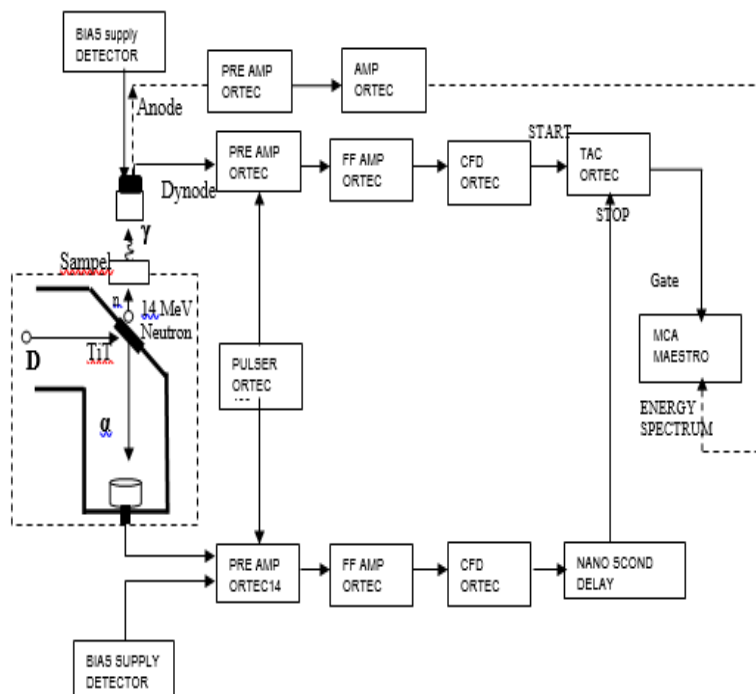 BIAS supply
DETECTOR
PRE AMP
ORTEC
AMP
ORTEC
Anode
START
PRE AMP
ORTEC
FF AMP
ORTEC
CFD
ORTEC
TAC
ORTEC
Dynode
STOP
γ
Sampel
n
14 MeV
Neutron
TiT
D
Gate
MCA
MAESTRO
PULSER
ORTEC
α
ENERGY
SPECTRUM
PRE AMP
ORTEC14
FF AMP
ORTEC
CFD
ORTEC
NANO SCOND
DELAY
BIAS SUPPLY
DETECTOR